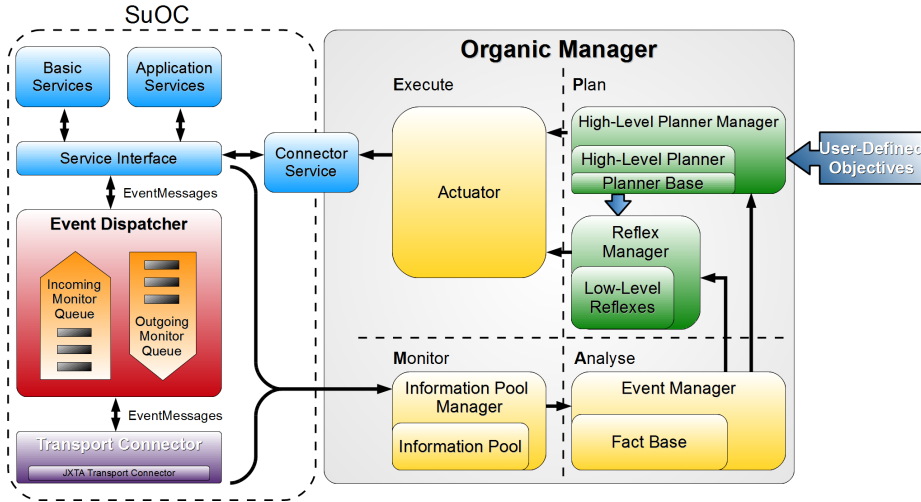 SuOC
Basic
Services
Application
Services
Service Interface
EventMessages
Event Dispatcher
Incoming
Monitor
Queue
Outgoing
Monitor
Queue
EventMessages
Transport Connector
JXTA Transport Connector
Connector
Service
Organic Manager
Execute
Actuator
Plan
High-Level Planner Manager
High-Level Planner
Planner Base
User-Defined
Objectives
Reflex
Manager
Low-Level
Reflexes
Monitor
Information Pool
Manager
Information Pool
Analyse
Event Manager
Fact Base